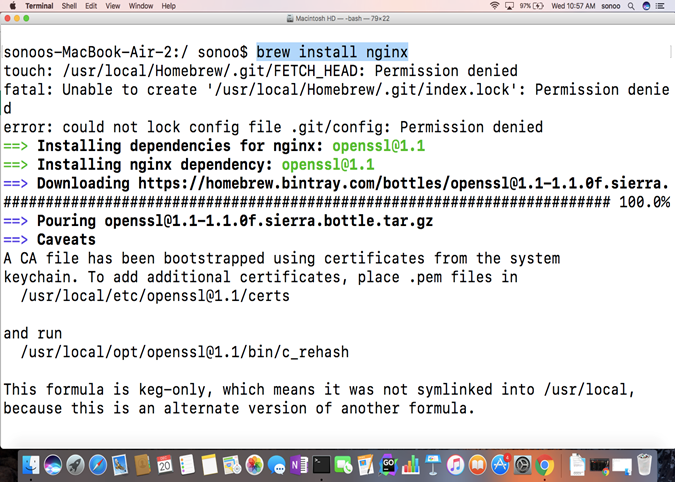 Terminal Shell Edit View Window Help 97% Wed 10:57 AM sonoo
Macintosh HD — -bash — 79×22
sonoos-MacBook-Air-2:/ sonoo$ brew install nginx
touch: /usr/local/Homebrew/.git/FETCH_HEAD: Permission denied
fatal: Unable to create '/usr/local/Homebrew/.git/index.lock': Permission denie
d
error: could not lock config file .git/config: Permission denied
==> Installing dependencies for nginx: openssl@1.1
==> Installing nginx dependency: openssl@1.1
==> Downloading https://homebrew.bintray.com/bottles/openssl@1.1-1.1.0f.sierra.
######################################################################## 100.0%
==> Pouring openssl@1.1-1.1.0f.sierra.bottle.tar.gz
==> Caveats
A CA file has been bootstrapped using certificates from the system
keychain. To add additional certificates, place .pem files in
  /usr/local/etc/openssl@1.1/certs
and run
  /usr/local/opt/openssl@1.1/bin/c_rehash
This formula is keg-only, which means it was not symlinked into /usr/local,
because this is an alternate version of another formula.
20
GO